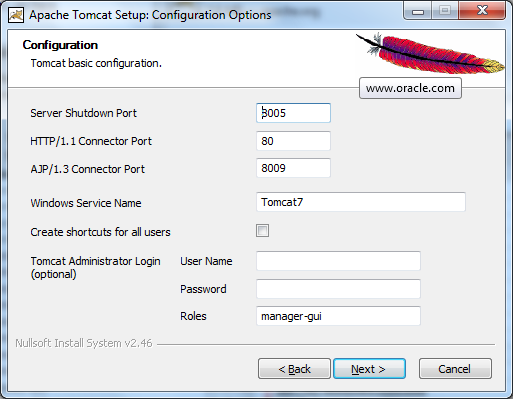 Apache Tomcat Setup: Configuration Options
Configuration
Tomcat basic configuration.
www.oracle.com
Server Shutdown Port 8005
HTTP/1.1 Connector Port 80
AJP/1.3 Connector Port 8009
Windows Service Name Tomcat7
Create shortcuts for all users
Tomcat Administrator Login User Name
(optional)
Password
Roles manager-gui
Nullsoft Install System v2.46
< Back Next > Cancel